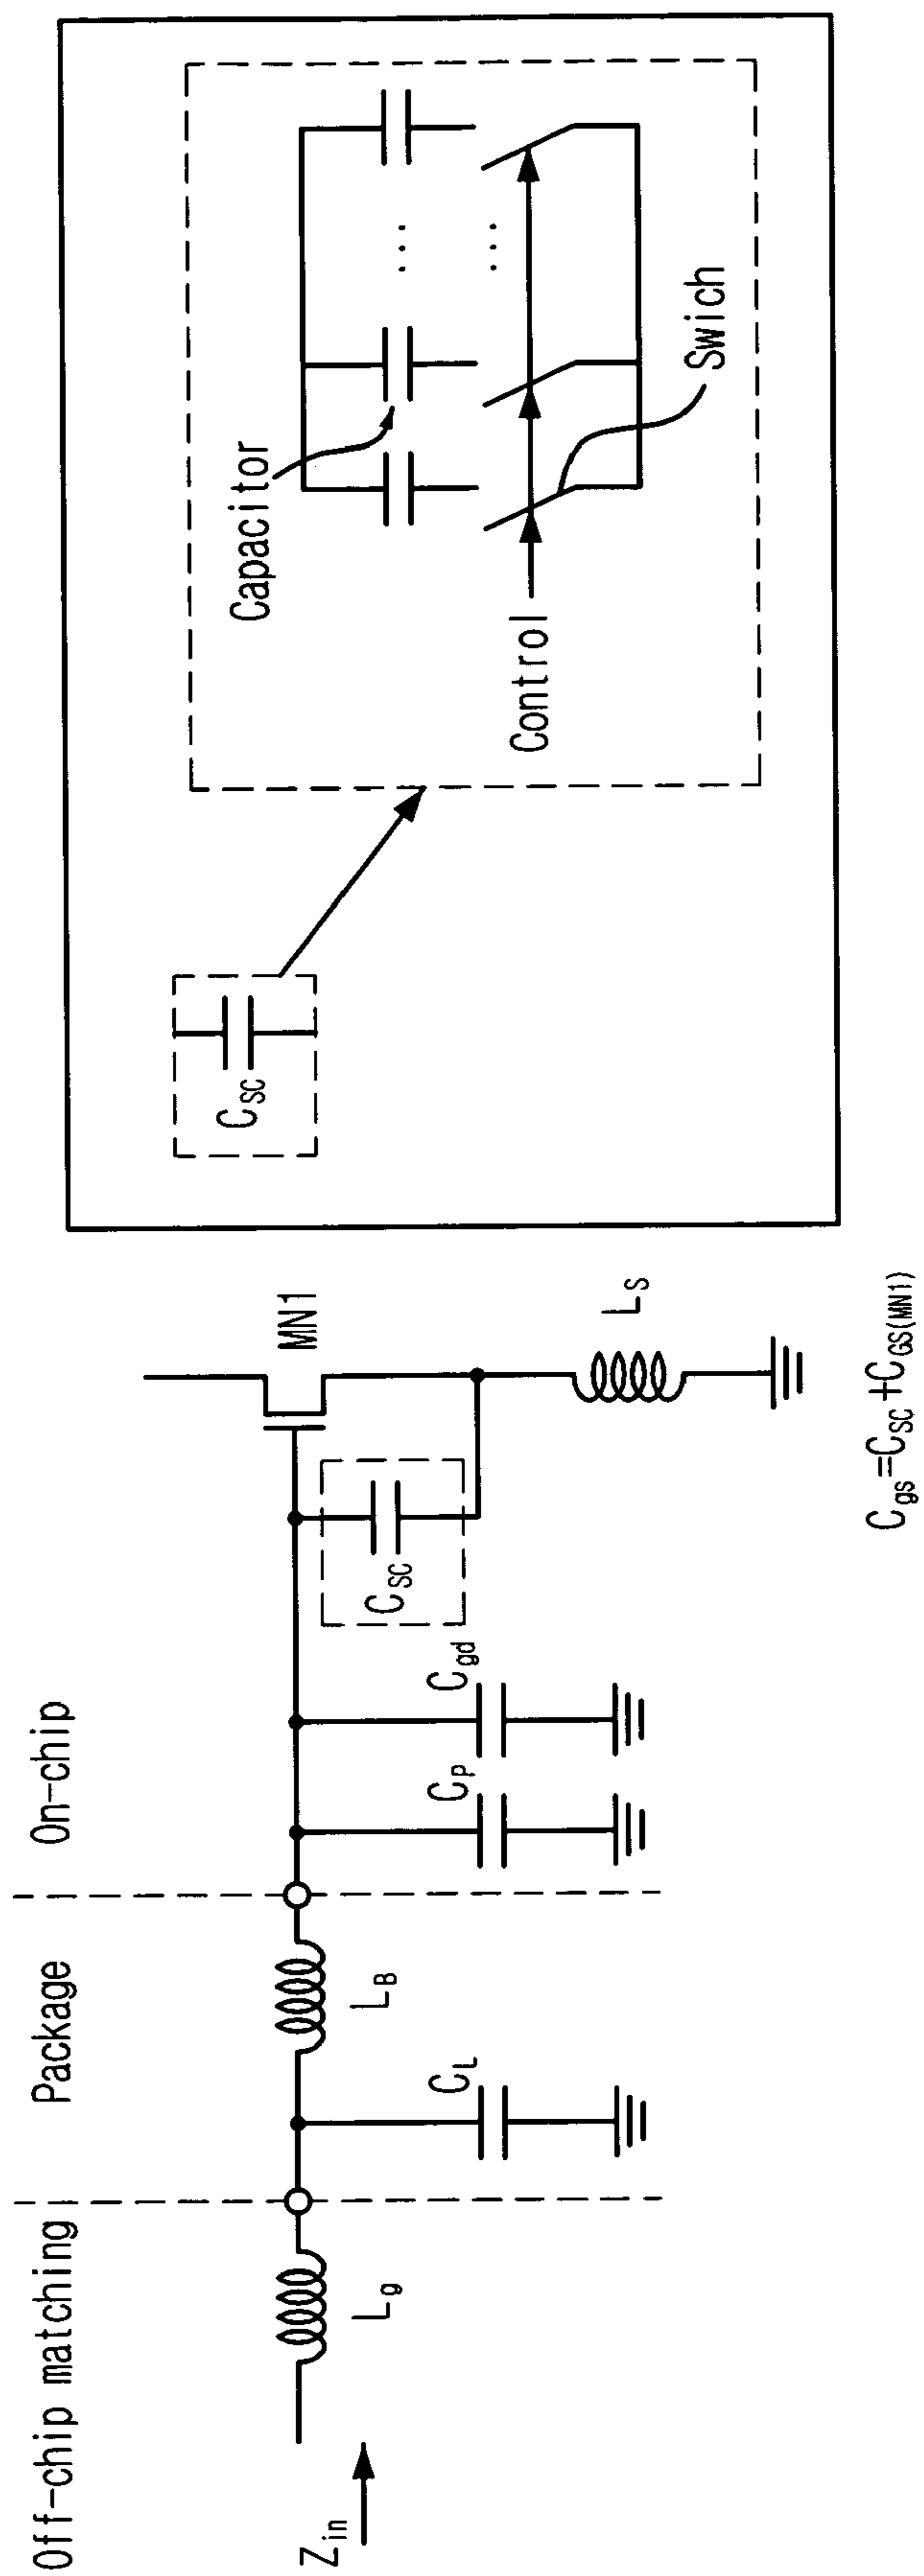 Off-chip matching
Package
On-chip
Z_in
L_g
C_L
L_B
C_P
C_gd
C_SC
MN1
L_S
C_gs=C_SC+C_GS(MN1)
C_SC
Capacitor
Control
Swich
...
...